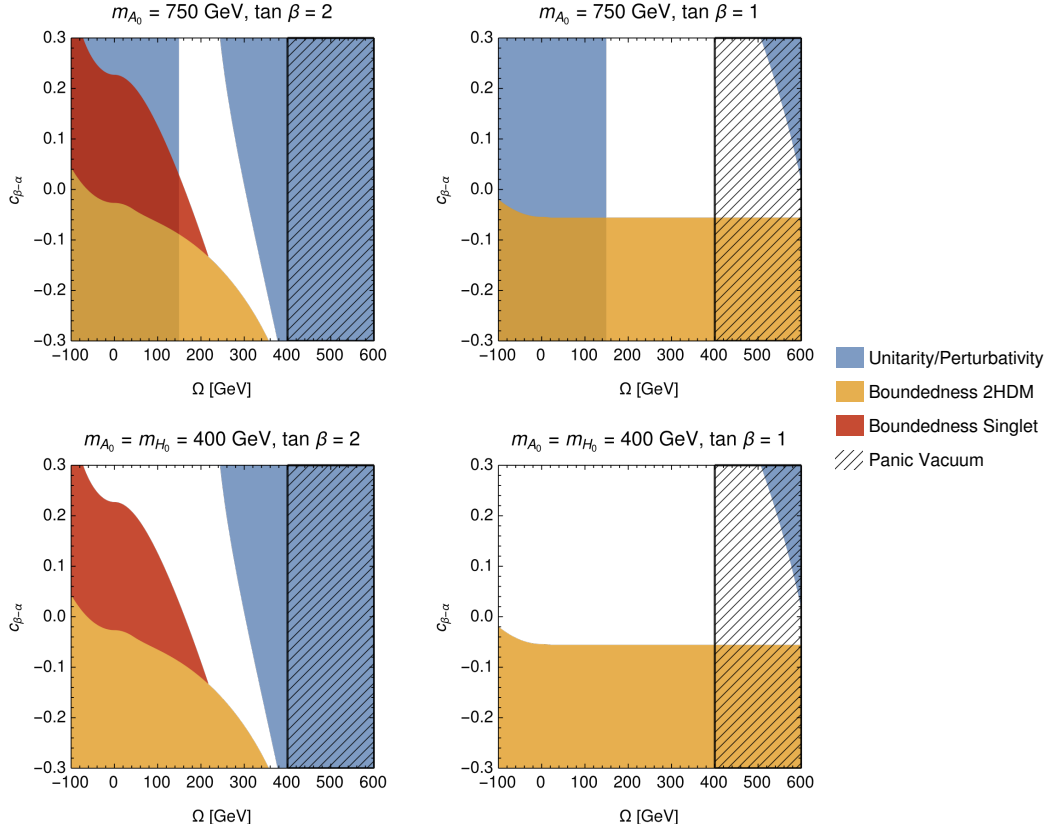 m_{A_0} = 750 GeV, tan β = 2
0.3
0.2
0.1
0.0
−0.1
−0.2
−0.3
c_{β−α}
−100 0 100 200 300 400 500 600
Ω [GeV]
m_{A_0} = 750 GeV, tan β = 1
0.3
0.2
0.1
0.0
−0.1
−0.2
−0.3
c_{β−α}
−100 0 100 200 300 400 500 600
Ω [GeV]
m_{A_0} = m_{H_0} = 400 GeV, tan β = 2
0.3
0.2
0.1
0.0
−0.1
−0.2
−0.3
c_{β−α}
−100 0 100 200 300 400 500 600
Ω [GeV]
m_{A_0} = m_{H_0} = 400 GeV, tan β = 1
0.3
0.2
0.1
0.0
−0.1
−0.2
−0.3
c_{β−α}
−100 0 100 200 300 400 500 600
Ω [GeV]
Unitarity/Perturbativity
Boundedness 2HDM
Boundedness Singlet
Panic Vacuum